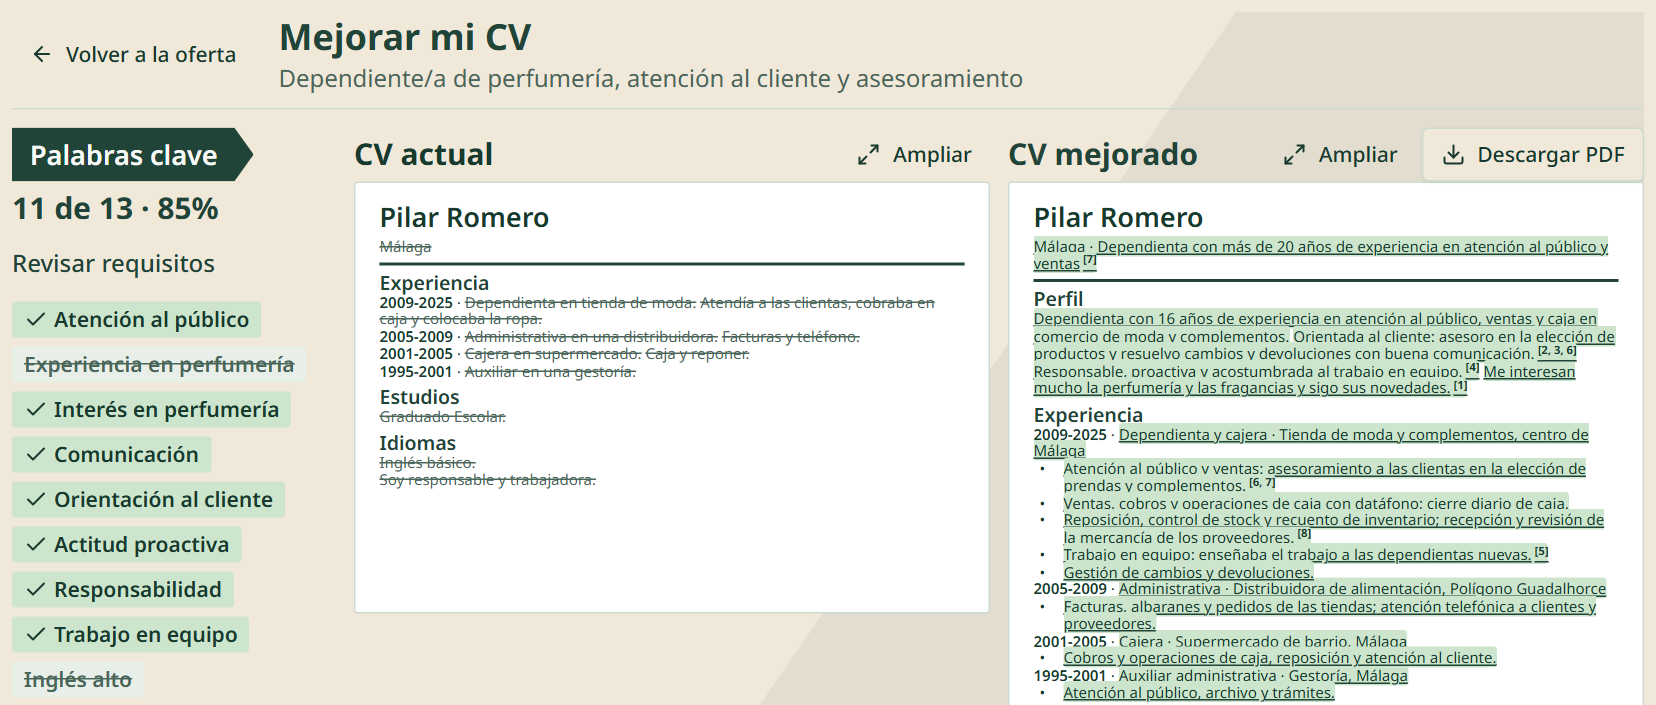 ← Volver a la oferta
Mejorar mi CV
Dependiente/a de perfumería, atención al cliente y asesoramiento
Palabras clave
11 de 13 · 85%
Revisar requisitos
✓ Atención al público
Experiencia en perfumería
✓ Interés en perfumería
✓ Comunicación
✓ Orientación al cliente
✓ Actitud proactiva
✓ Responsabilidad
✓ Trabajo en equipo
Inglés alto
CV actual
Ampliar
Pilar Romero
Málaga
Experiencia
2009-2025 · Dependienta en tienda de moda. Atendía a las clientas, cobraba en
caja y colocaba la ropa.
2005-2009 · Administrativa en una distribuidora. Facturas y teléfono.
2001-2005 · Cajera en supermercado. Caja y reponer.
1995-2001 · Auxiliar en una gestoría.
Estudios
Graduado Escolar.
Idiomas
Inglés básico.
Soy responsable y trabajadora.
CV mejorado
Ampliar
Descargar PDF
Pilar Romero
Málaga · Dependienta con más de 20 años de experiencia en atención al público y
ventas [7]
Perfil
Dependienta con 16 años de experiencia en atención al público, ventas y caja en
comercio de moda y complementos. Orientada al cliente: asesoro en la elección de
productos y resuelvo cambios y devoluciones con buena comunicación. [2, 3, 6]
Responsable, proactiva y acostumbrada al trabajo en equipo. [4] Me interesan
mucho la perfumería y las fragancias y sigo sus novedades. [1]
Experiencia
2009-2025 · Dependienta y cajera · Tienda de moda y complementos, centro de
Málaga
• Atención al público y ventas: asesoramiento a las clientas en la elección de
prendas y complementos. [6, 7]
• Ventas, cobros y operaciones de caja con datáfono; cierre diario de caja.
• Reposición, control de stock y recuento de inventario; recepción y revisión de
la mercancía de los proveedores. [8]
• Trabajo en equipo: enseñaba el trabajo a las dependientas nuevas. [5]
• Gestión de cambios y devoluciones.
2005-2009 · Administrativa · Distribuidora de alimentación, Polígono Guadalhorce
• Facturas, albaranes y pedidos de las tiendas; atención telefónica a clientes y
proveedores.
2001-2005 · Cajera · Supermercado de barrio, Málaga
• Cobros y operaciones de caja, reposición y atención al cliente.
1995-2001 · Auxiliar administrativa · Gestoría, Málaga
• Atención al público, archivo y trámites.